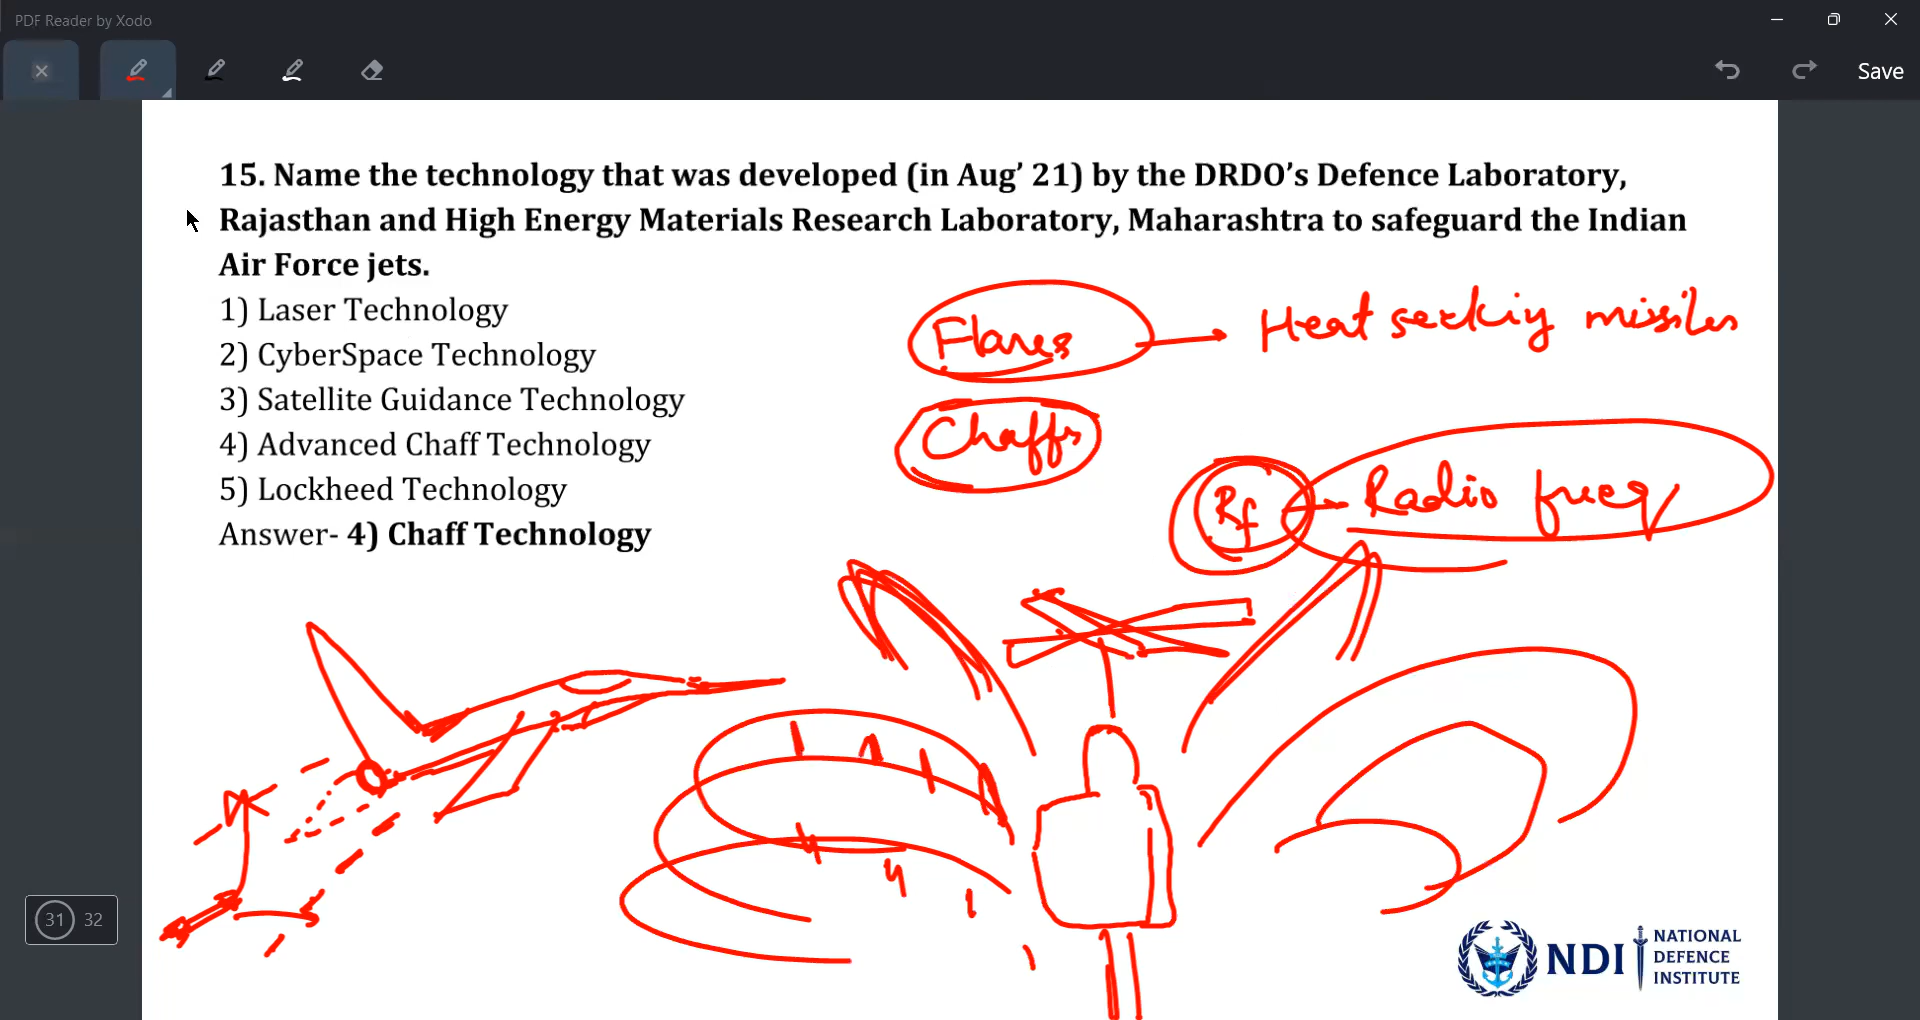 PDF Reader by Xodo
Save
15. Name the technology that was developed (in Aug’ 21) by the DRDO’s Defence Laboratory,
Rajasthan and High Energy Materials Research Laboratory, Maharashtra to safeguard the Indian
Air Force jets.
1) Laser Technology
2) CyberSpace Technology
3) Satellite Guidance Technology
4) Advanced Chaff Technology
5) Lockheed Technology
Answer- 4) Chaff Technology
Flares
Heat seeking missiles
Chaffs
Rf
Radio freq
31 32
NDI
NATIONAL
DEFENCE
INSTITUTE